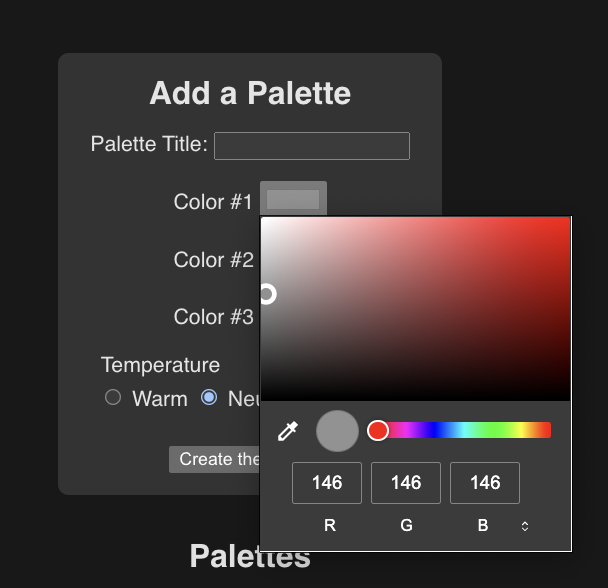 Add a Palette
Palette Title:
Color #1
Color #2
Color #3
Temperature
Warm Neu
Create the
146 146 146
R G B
Palettes